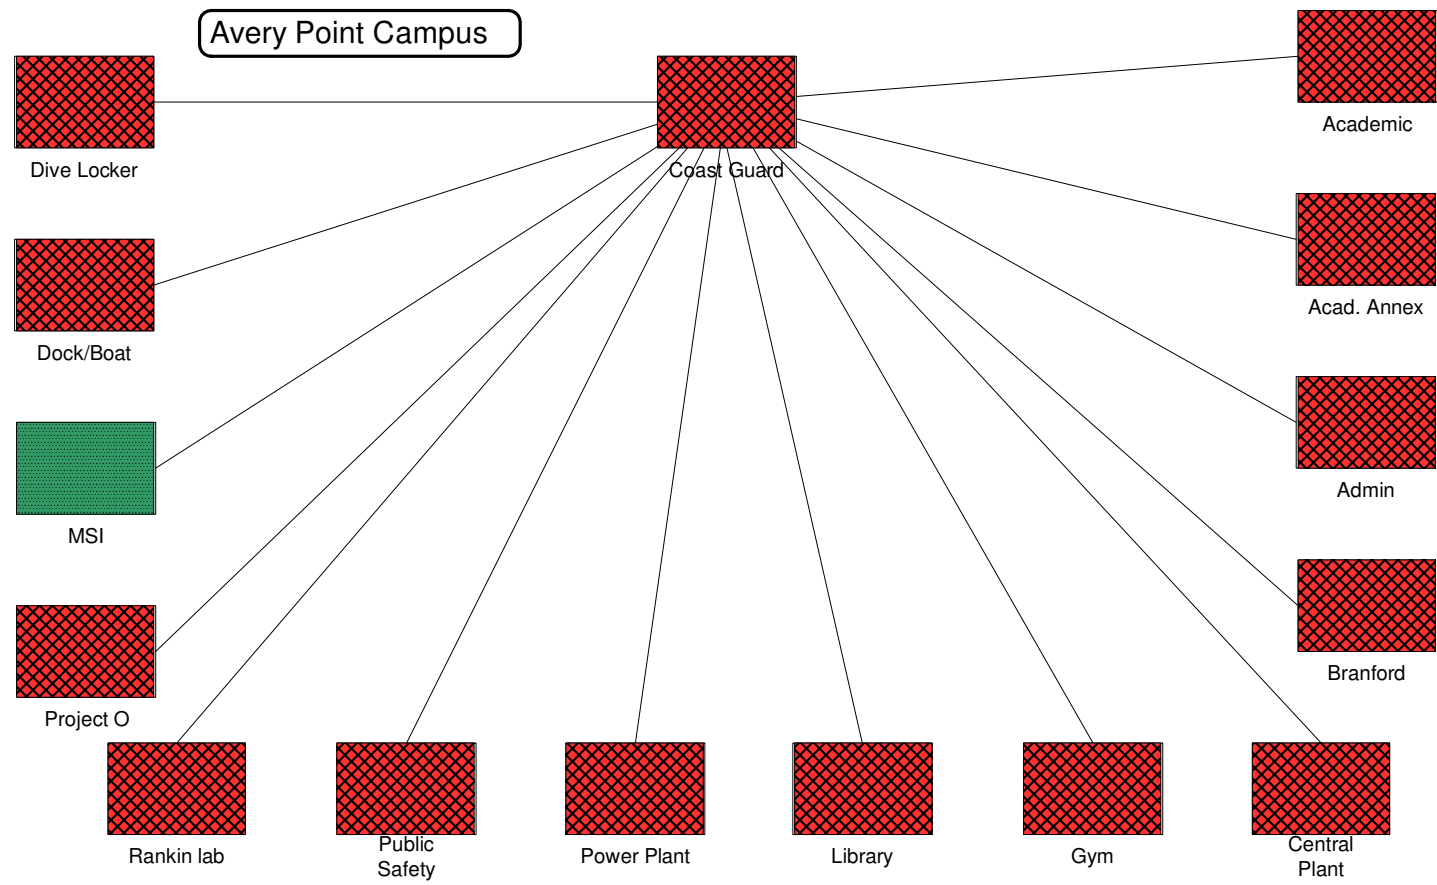 Avery Point Campus
Academic
Dive Locker
Coast Guard
Acad. Annex
Dock/Boat
Admin
MSI
Branford
Project O
Rankin lab
Public
Safety
Power Plant
Library
Gym
Central
Plant